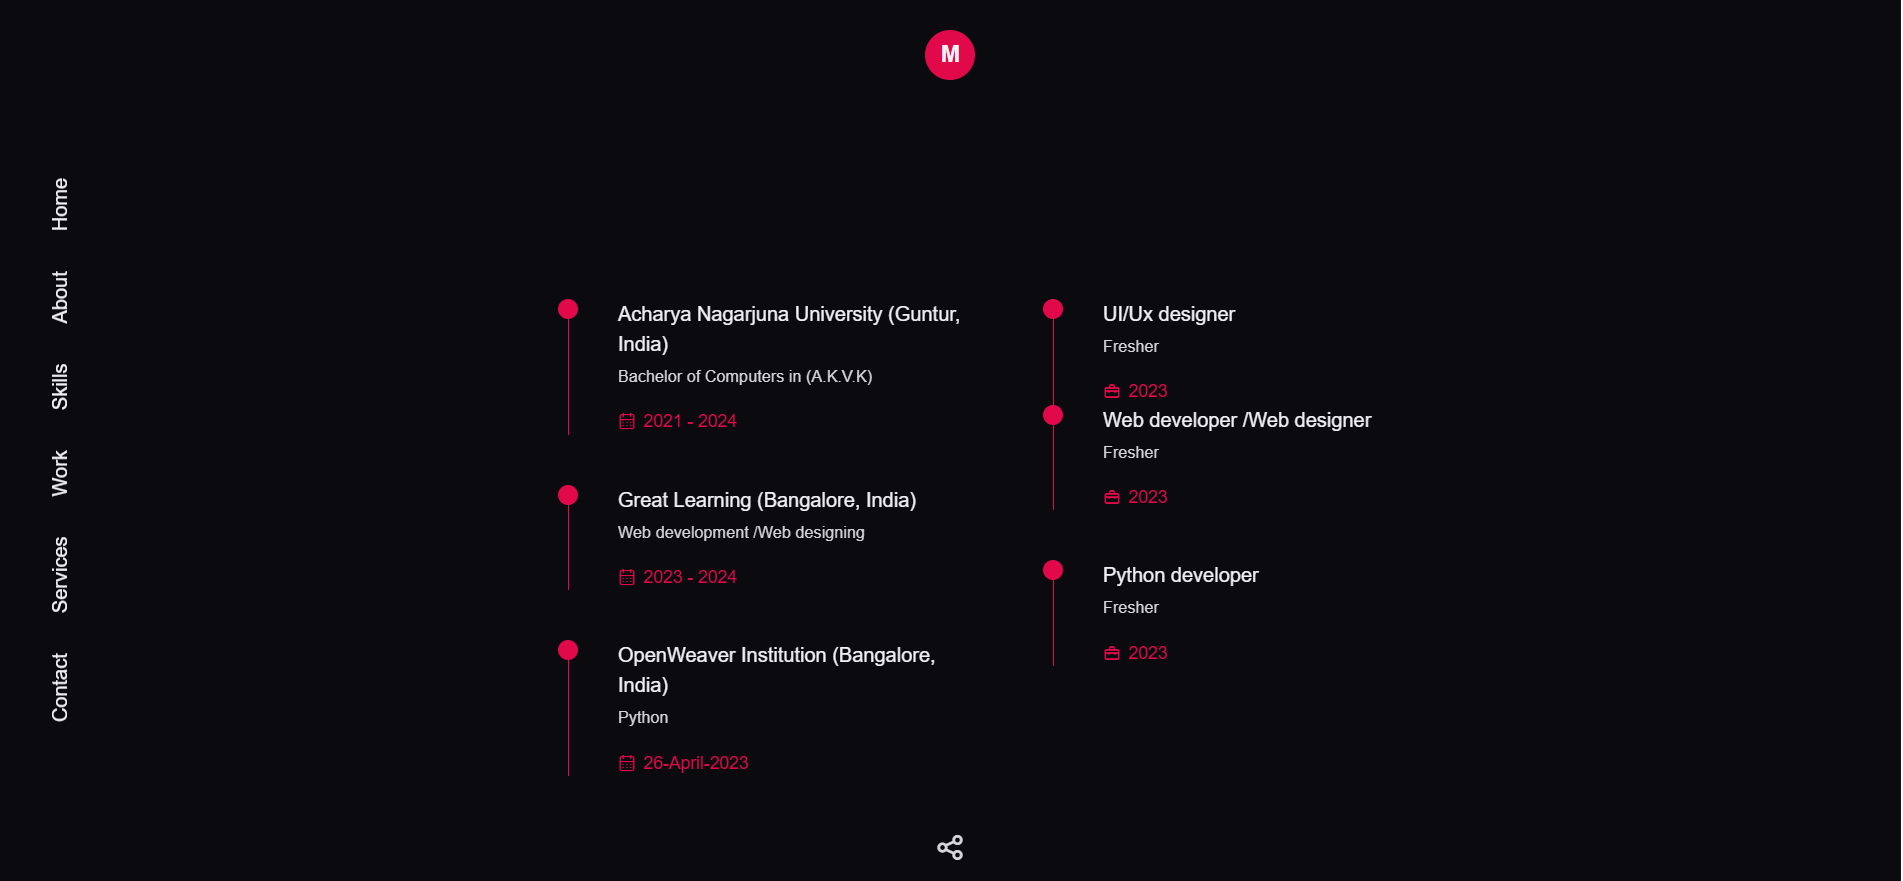 M
Home
About
Skills
Work
Services
Contact
Acharya Nagarjuna University (Guntur,
India)
Bachelor of Computers in (A.K.V.K)
2021 - 2024
Great Learning (Bangalore, India)
Web development /Web designing
2023 - 2024
OpenWeaver Institution (Bangalore,
India)
Python
26-April-2023
UI/Ux designer
Fresher
2023
Web developer /Web designer
Fresher
2023
Python developer
Fresher
2023